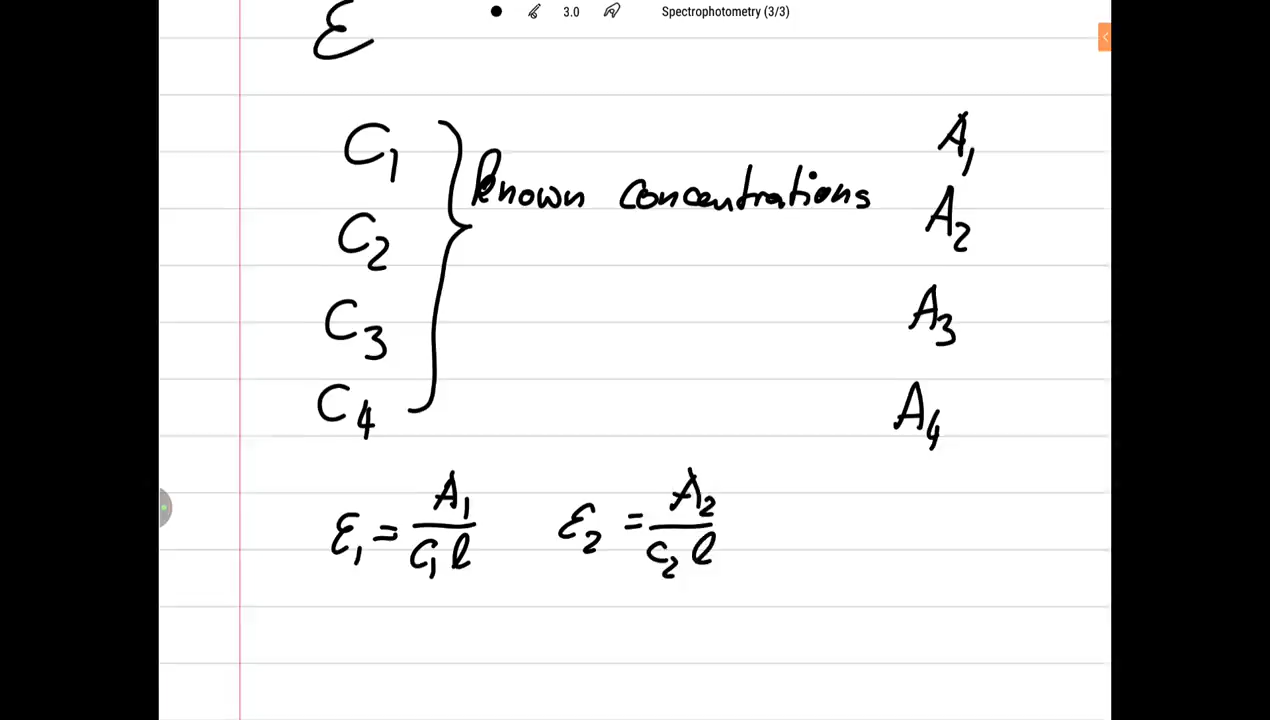 3.0 Spectrophotometry (3/3)
ε
C₁ } known concentrations A₁
C₂ A₂
C₃ A₃
C₄ A₄
ε₁ = A₁/(C₁ l) ε₂ = A₂/(C₂ l)